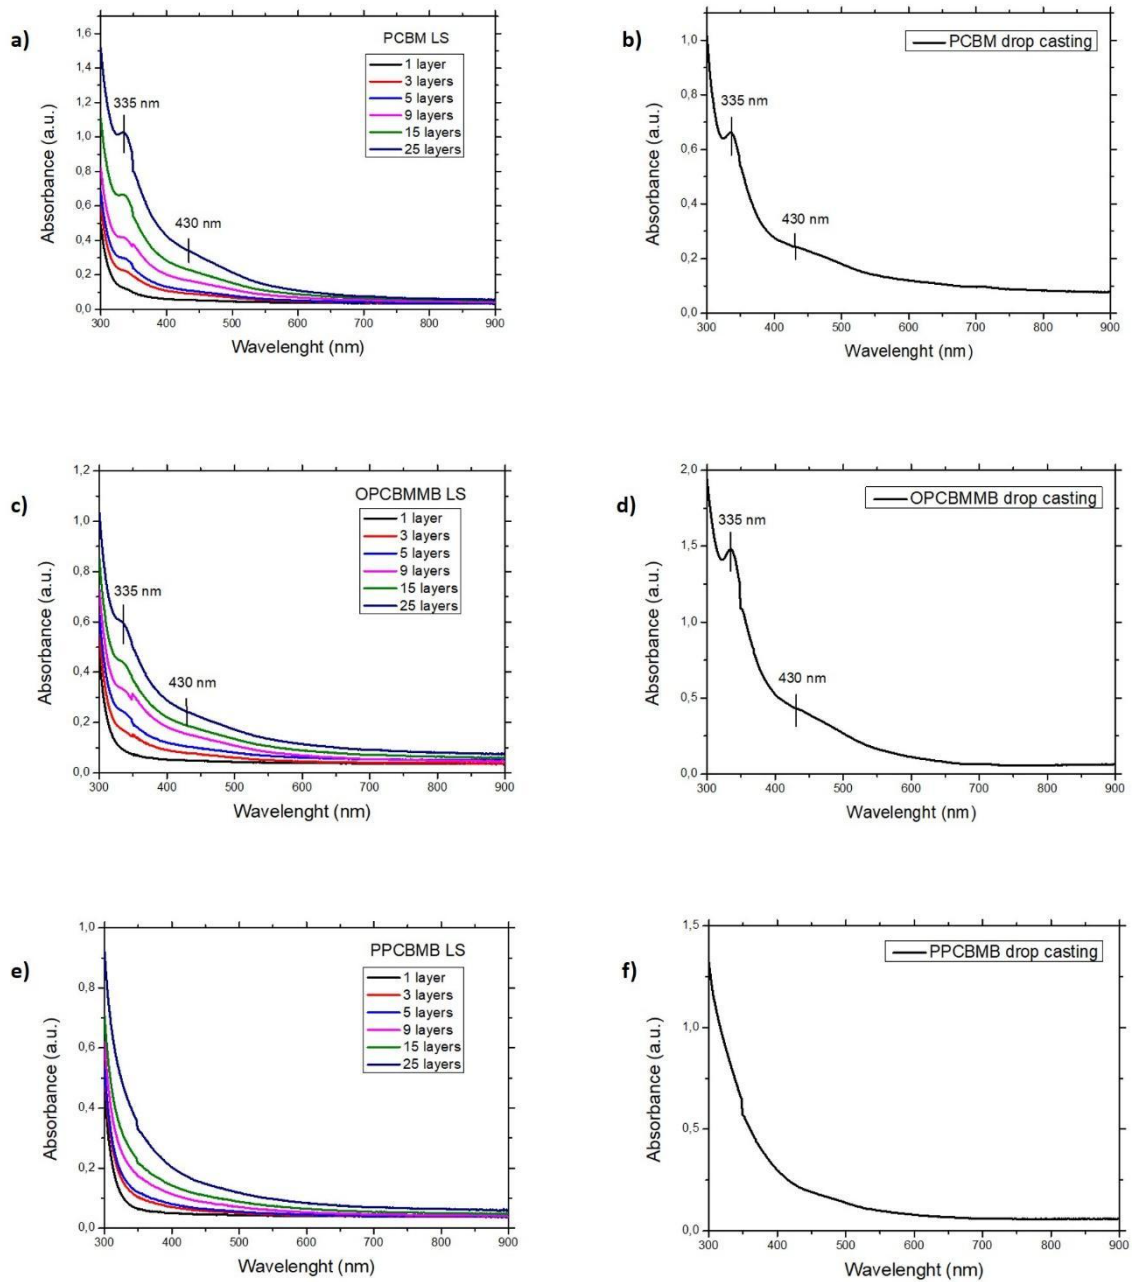 a)
PCBM LS
1 layer
3 layers
5 layers
9 layers
15 layers
25 layers
335 nm
430 nm
1,6
1,4
1,2
1,0
0,8
0,6
0,4
0,2
0,0
300 400 500 600 700 800 900
Absorbance (a.u.)
Wavelenght (nm)
b)
PCBM drop casting
335 nm
430 nm
1,0
0,8
0,6
0,4
0,2
0,0
300 400 500 600 700 800 900
Absorbance (a.u.)
Wavelenght (nm)
c)
OPCBMMB LS
1 layer
3 layers
5 layers
9 layers
15 layers
25 layers
335 nm
430 nm
1,2
1,0
0,8
0,6
0,4
0,2
0,0
300 400 500 600 700 800 900
Absorbance (a.u.)
Wavelenght (nm)
d)
OPCBMMB drop casting
335 nm
430 nm
2,0
1,5
1,0
0,5
0,0
300 400 500 600 700 800 900
Absorbance (a.u.)
Wavelenght (nm)
e)
PPCBMB LS
1 layer
3 layers
5 layers
9 layers
15 layers
25 layers
1,0
0,8
0,6
0,4
0,2
0,0
300 400 500 600 700 800 900
Absorbance (a.u.)
Wavelenght (nm)
f)
PPCBMB drop casting
1,5
1,0
0,5
0,0
300 400 500 600 700 800 900
Absorbance (a.u.)
Wavelenght (nm)